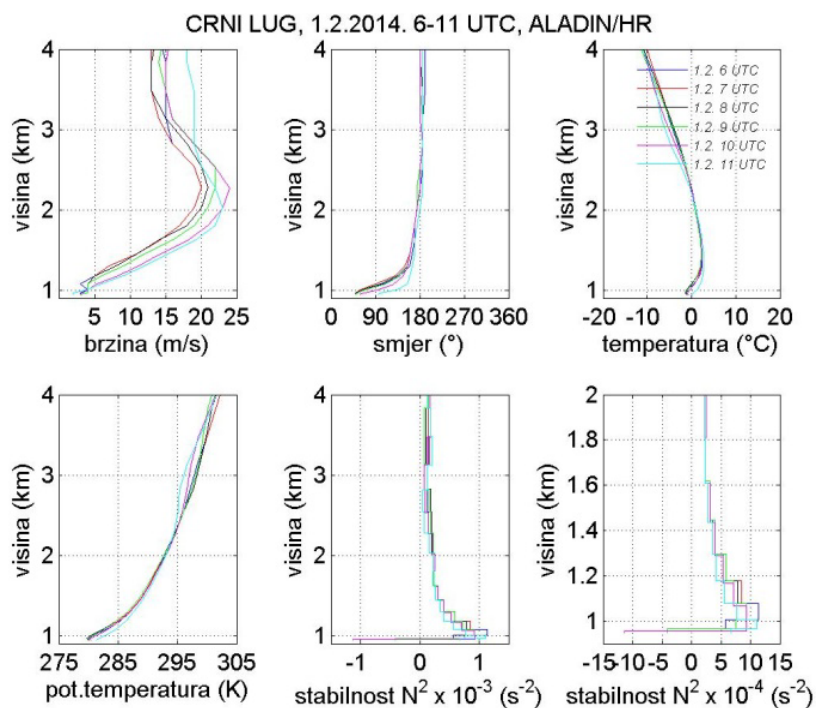 CRNI LUG, 1.2.2014. 6-11 UTC, ALADIN/HR
4
3
2
1
visina (km)
5 10 15 20 25
brzina (m/s)
4
3
2
1
visina (km)
0 90 180 270 360
smjer (°)
4
3
2
1
visina (km)
-20 -10 0 10 20
temperatura (°C)
1.2. 6 UTC
1.2. 7 UTC
1.2. 8 UTC
1.2. 9 UTC
1.2. 10 UTC
1.2. 11 UTC
4
3
2
1
visina (km)
275 285 295 305
pot.temperatura (K)
4
3
2
1
visina (km)
-1 0 1
stabilnost N² x 10⁻³ (s⁻²)
2
1.8
1.6
1.4
1.2
1
visina (km)
-15 -10 -5 0 5 10 15
stabilnost N² x 10⁻⁴ (s⁻²)